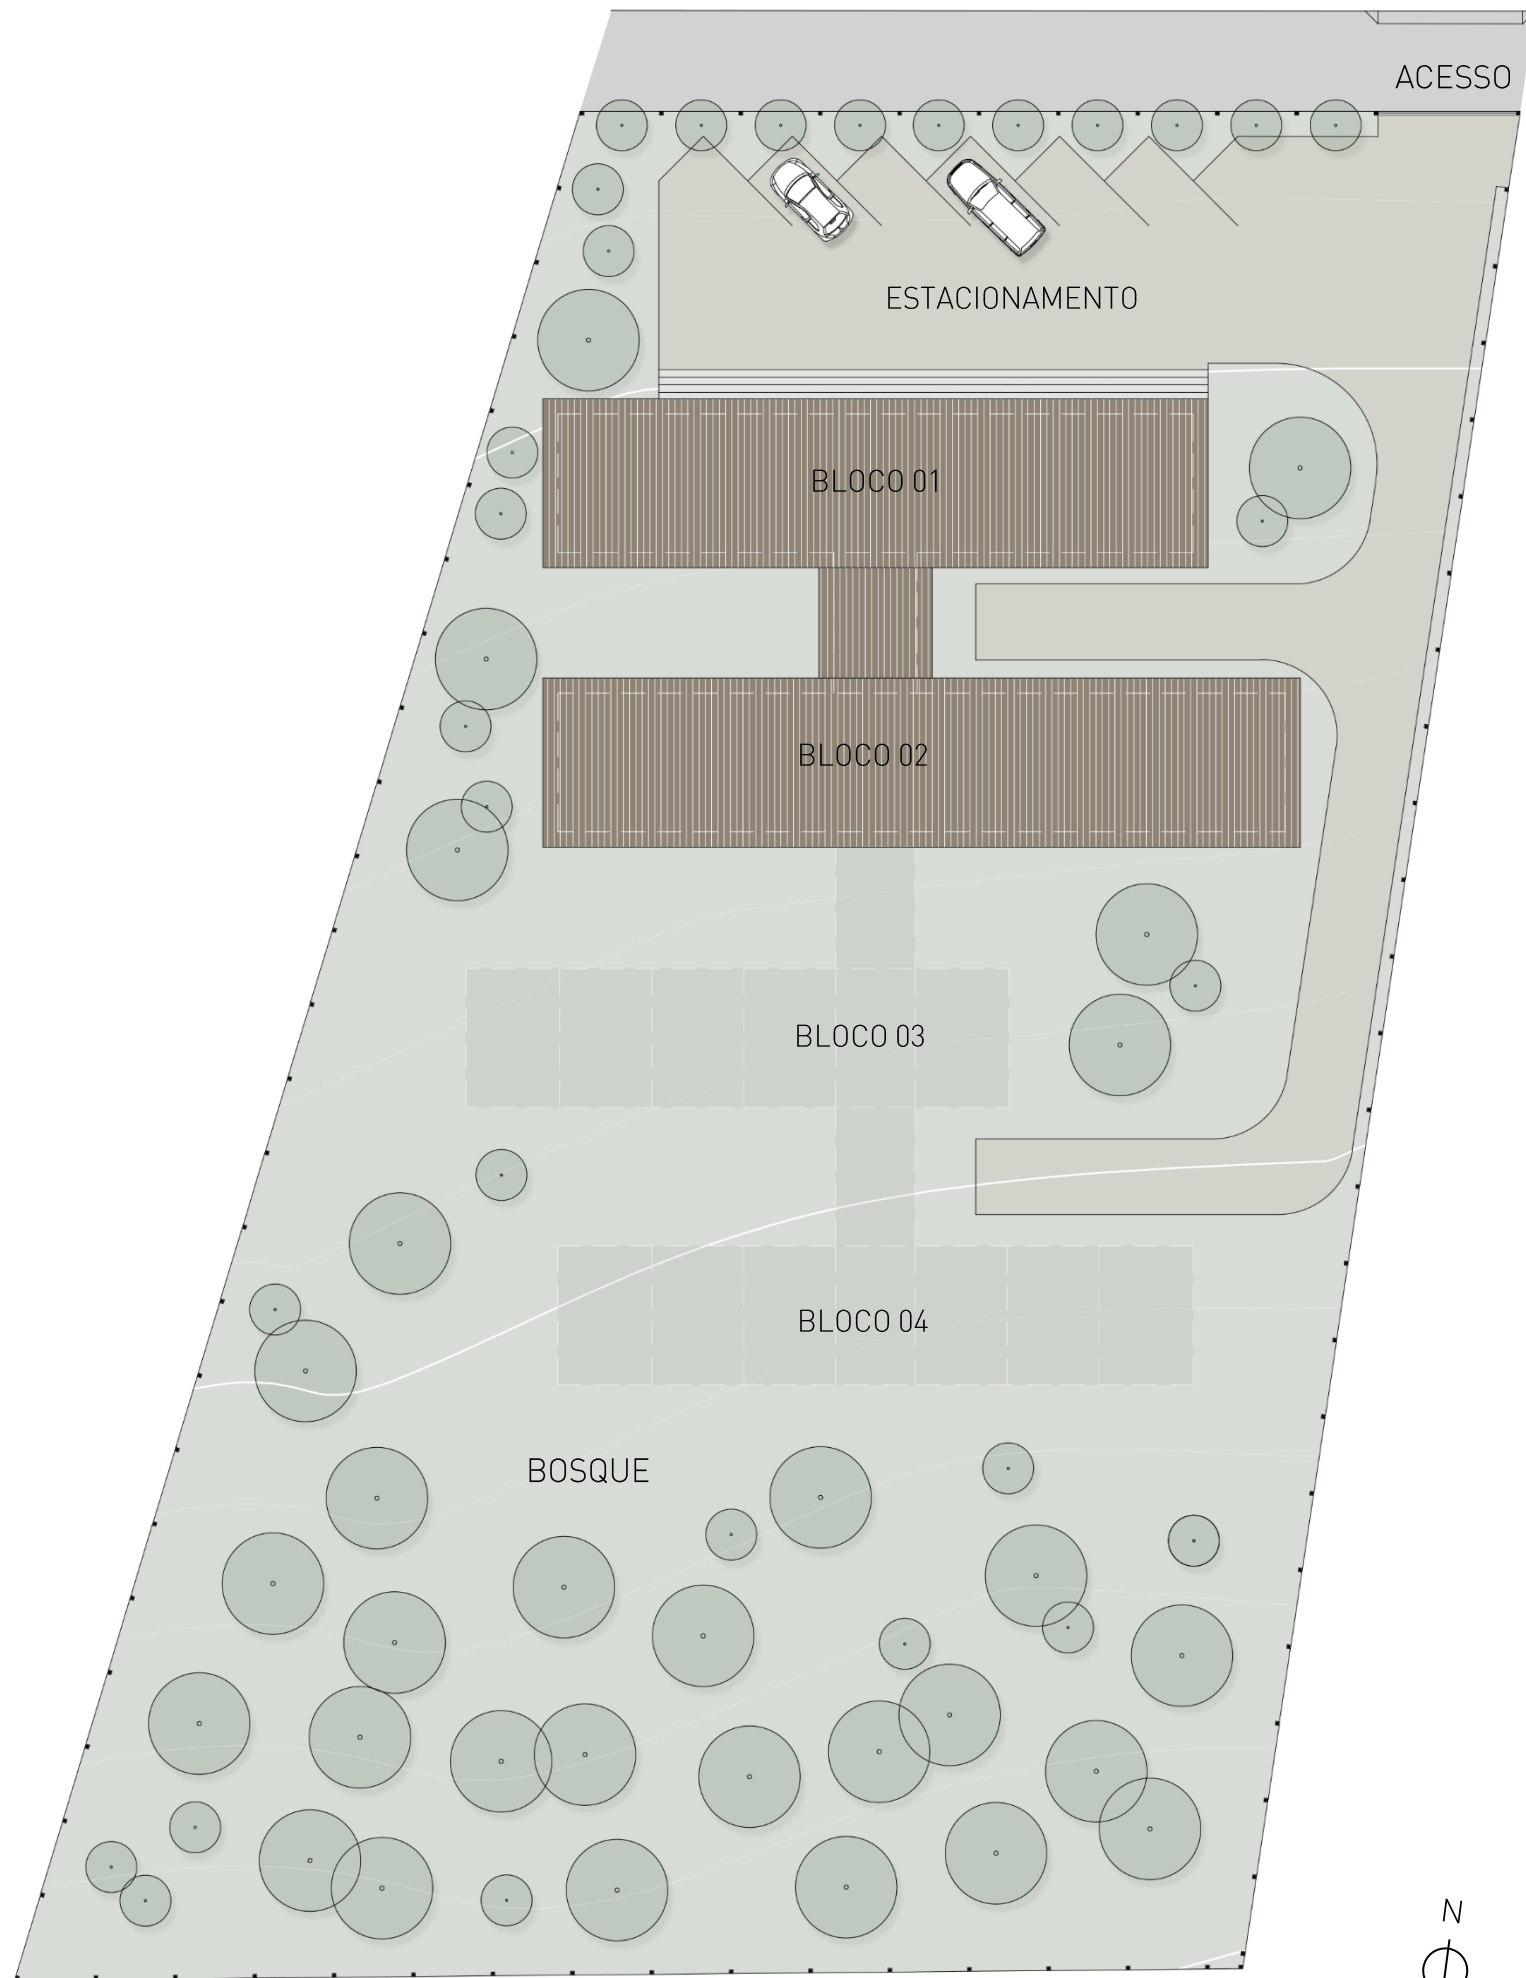 ACESSO
ESTACIONAMENTO
BLOCO 01
BLOCO 02
BLOCO 03
BLOCO 04
BOSQUE
N